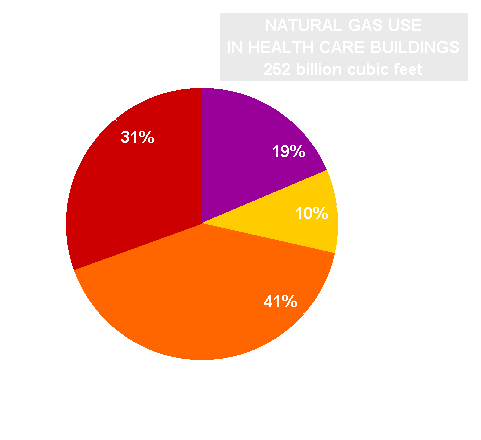 NATURAL GAS USE
IN HEALTH CARE BUILDINGS
252 billion cubic feet
31%
19%
10%
41%